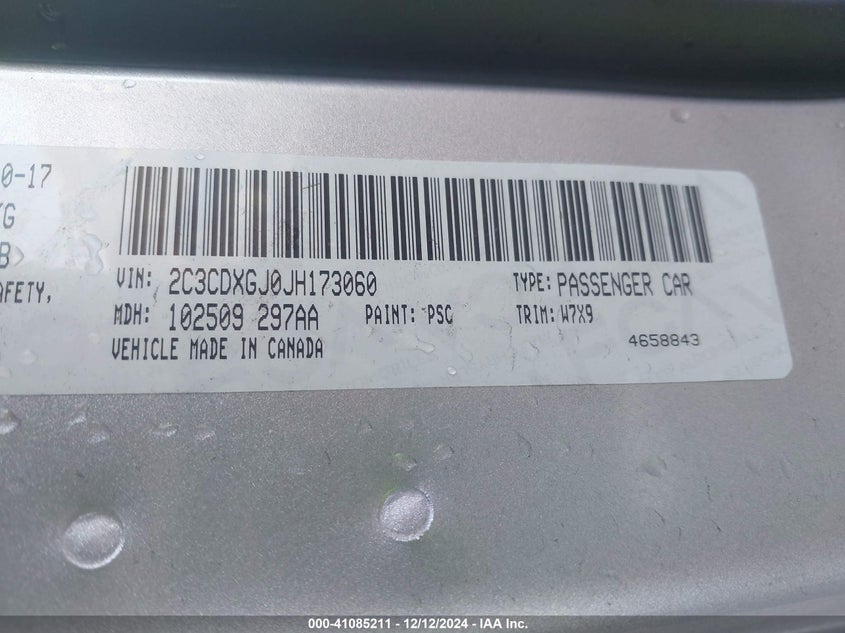 0-17
G
B
AFETY,
VIN: 2C3CDXGJ0JH173060 TYPE: PASSENGER CAR
MDH: 102509 297AA PAINT: PSC TRIM: W7X9
VEHICLE MADE IN CANADA 4658843
000-41085211 - 12/12/2024 - IAA Inc.